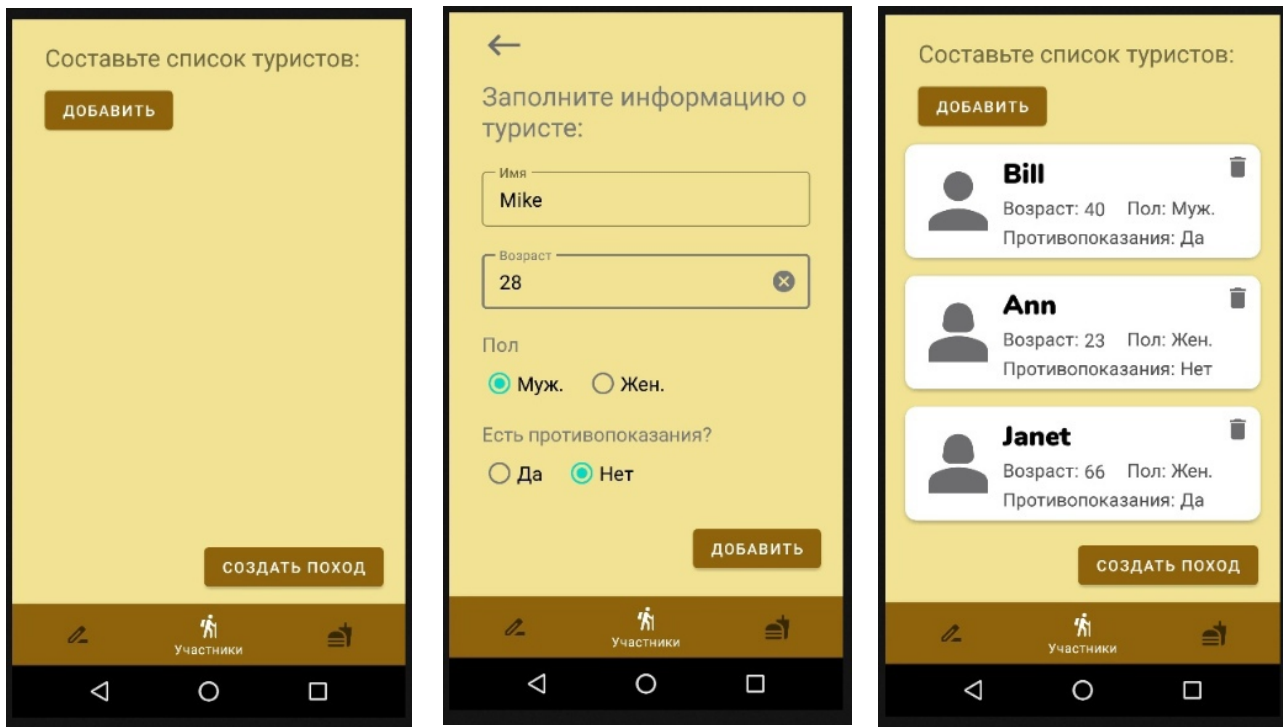 Составьте список туристов:
ДОБАВИТЬ
СОЗДАТЬ ПОХОД
Участники
Заполните информацию о
туристе:
Имя
Mike
Возраст
28
Пол
Муж. Жен.
Есть противопоказания?
Да Нет
ДОБАВИТЬ
Участники
Составьте список туристов:
ДОБАВИТЬ
Bill
Возраст: 40 Пол: Муж.
Противопоказания: Да
Ann
Возраст: 23 Пол: Жен.
Противопоказания: Нет
Janet
Возраст: 66 Пол: Жен.
Противопоказания: Да
СОЗДАТЬ ПОХОД
Участники